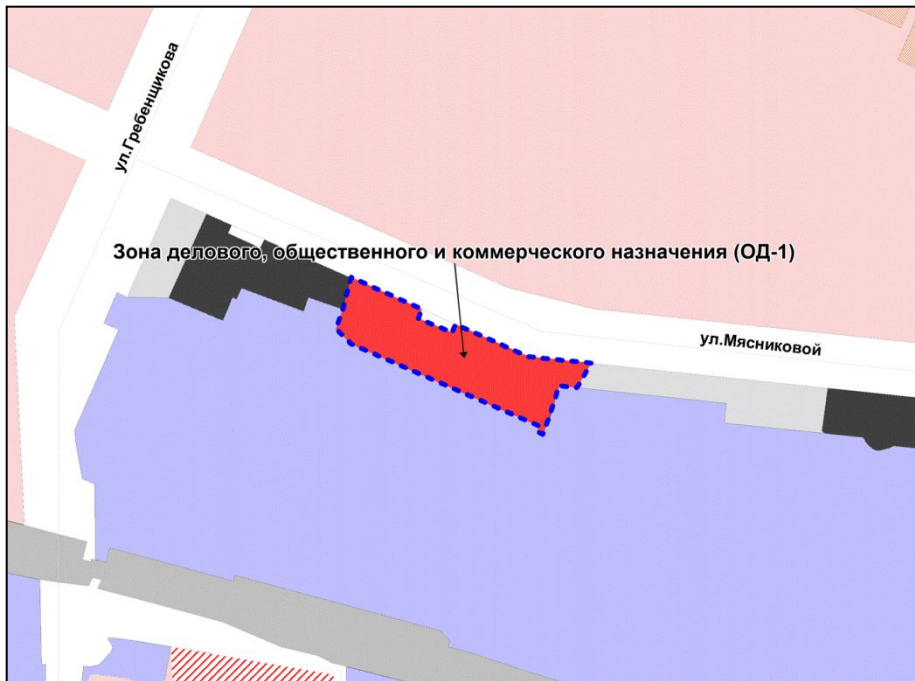 ул.Гребенщикова
Зона делового, общественного и коммерческого назначения (ОД-1)
ул.Мясниковой